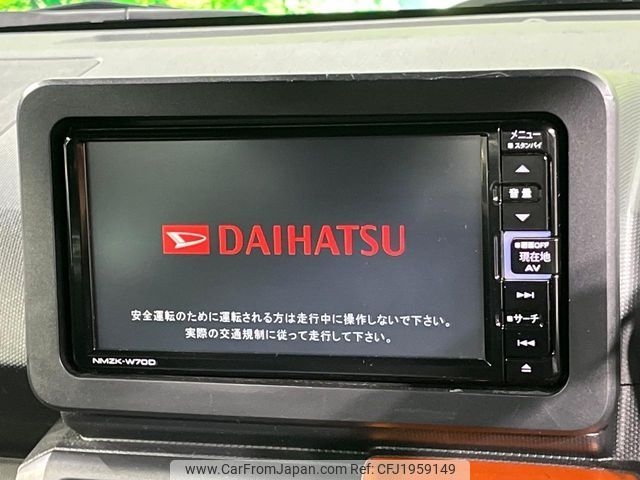 メニュー
スタンバイ
音量
画面OFF
現在地
AV
サーチ
DAIHATSU
安全運転のために運転される方は走行中に操作しないで下さい。
実際の交通規制に従って走行して下さい。
NMZK-W70D
www.CarFromJapan.com Ref: CFJ1959149